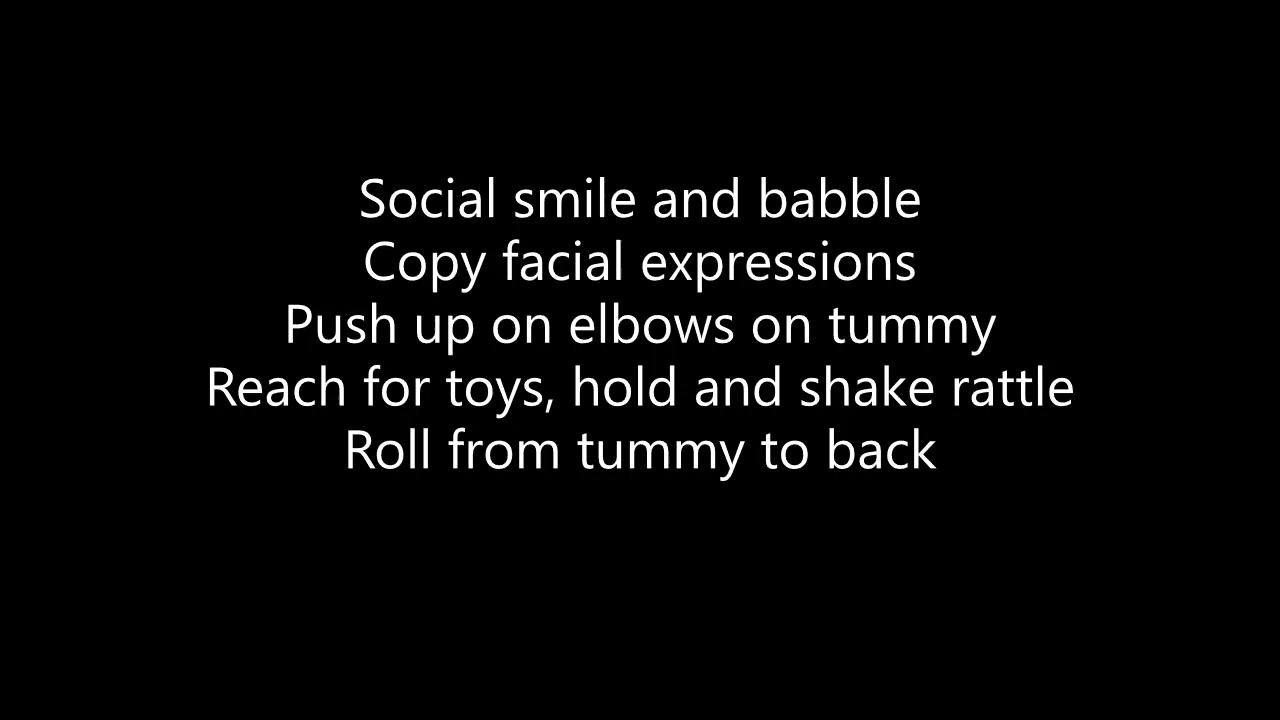 Social smile and babble
Copy facial expressions
Push up on elbows on tummy
Reach for toys, hold and shake rattle
Roll from tummy to back